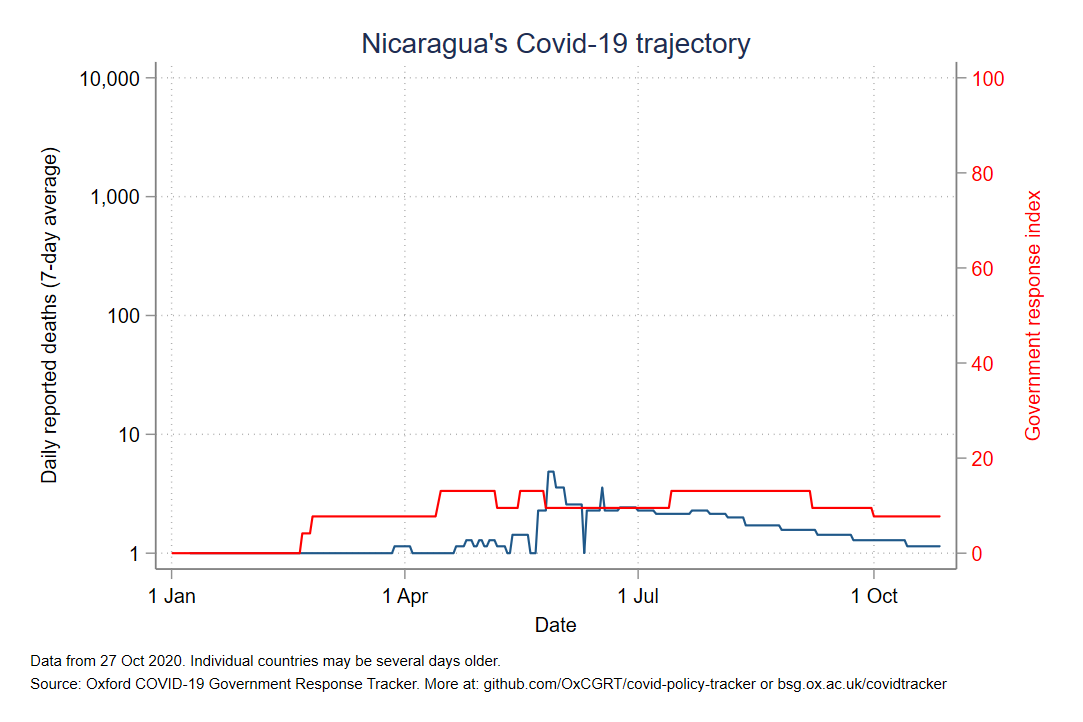 Nicaragua's Covid-19 trajectory
10,000
1,000
100
10
1
Daily reported deaths (7-day average)
100
80
60
40
20
0
Government response index
1 Jan
1 Apr
1 Jul
1 Oct
Date
Data from 27 Oct 2020. Individual countries may be several days older.
Source: Oxford COVID-19 Government Response Tracker. More at: github.com/OxCGRT/covid-policy-tracker or bsg.ox.ac.uk/covidtracker